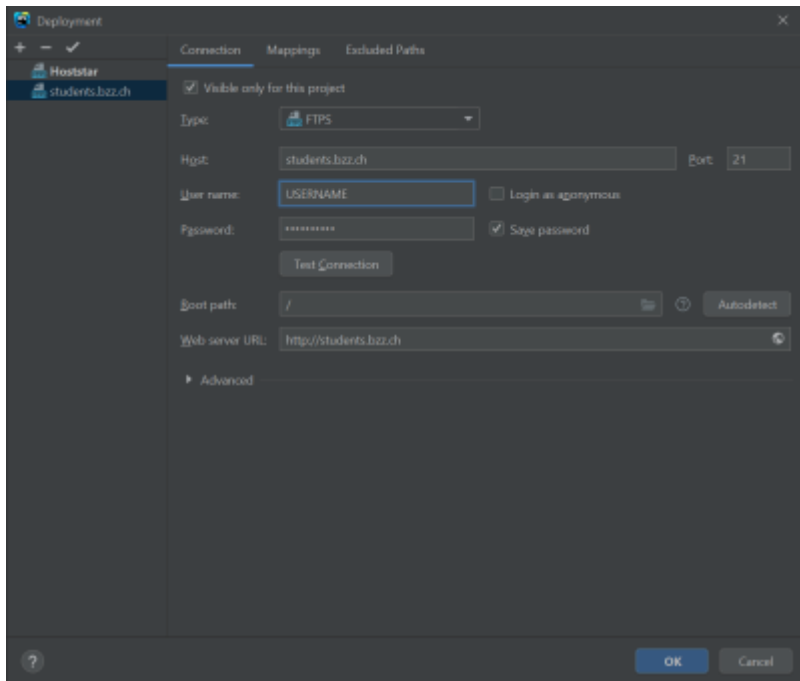 Deployment
Connection Mappings Excluded Paths
Hoststar
students.bzz.ch
Visible only for this project
Type: FTPS
Host: students.bzz.ch Port: 21
User name: USERNAME Login as anonymous
Password: •••••••••• Save password
Test Connection
Root path: / Autodetect
Web server URL: http://students.bzz.ch
Advanced
? OK Cancel